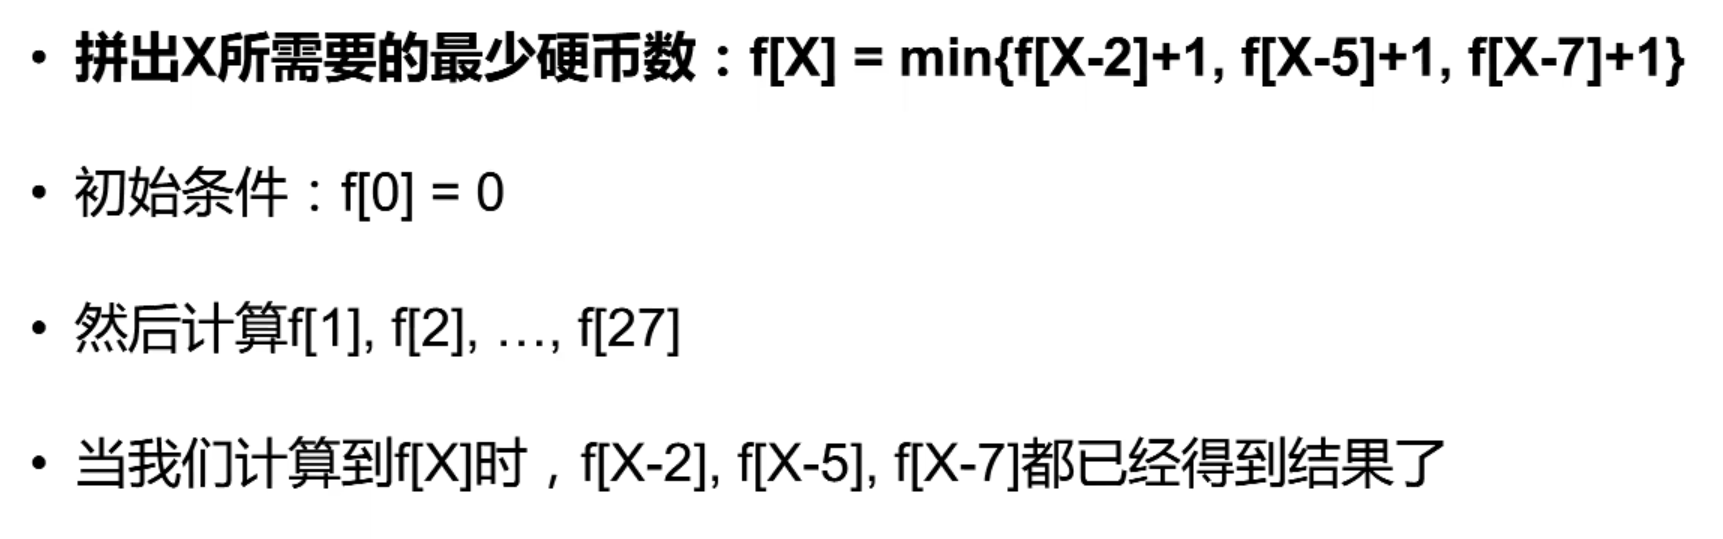 • 拼出X所需要的最少硬币数：f[X] = min{f[X-2]+1, f[X-5]+1, f[X-7]+1}
• 初始条件：f[0] = 0
• 然后计算f[1], f[2], …, f[27]
• 当我们计算到f[X]时，f[X-2], f[X-5], f[X-7]都已经得到结果了